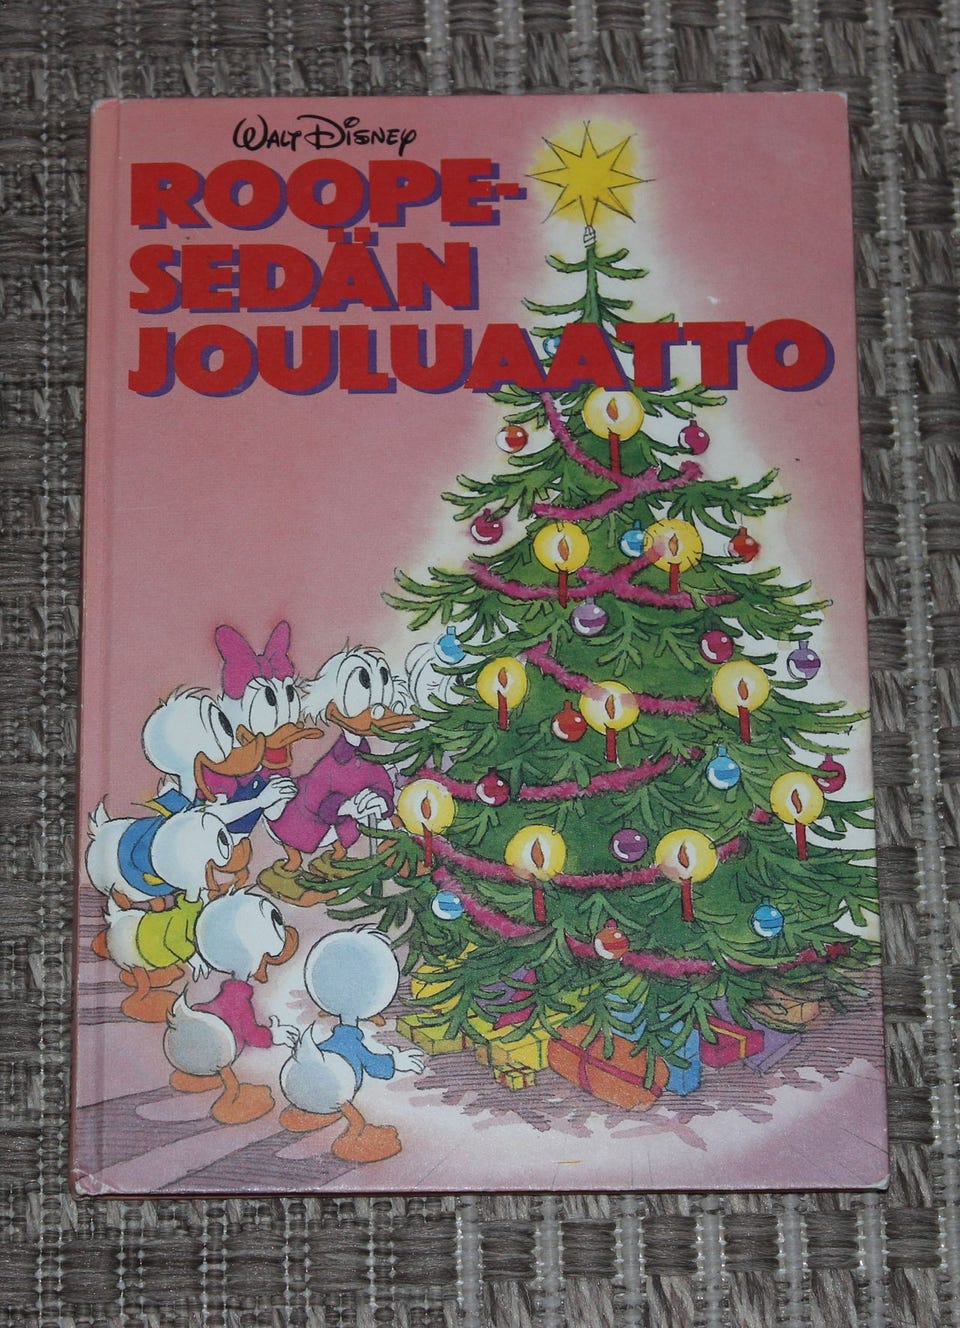 WALT DISNEY
ROOPE-
SEDÄN
JOULUAATTO